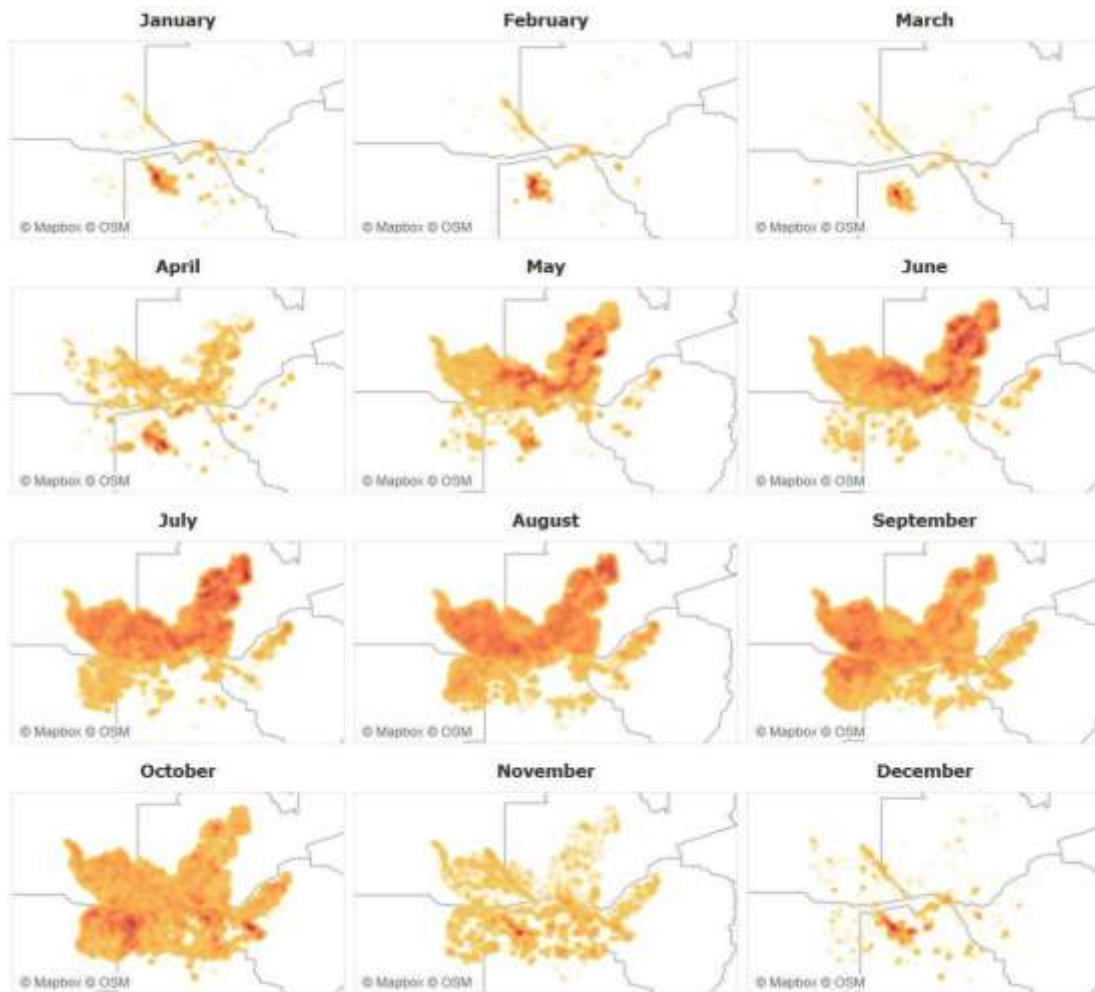 January February March
© Mapbox © OSM © Mapbox © OSM © Mapbox © OSM
April May June
© Mapbox © OSM © Mapbox © OSM © Mapbox © OSM
July August September
© Mapbox © OSM © Mapbox © OSM © Mapbox © OSM
October November December
© Mapbox © OSM © Mapbox © OSM © Mapbox © OSM